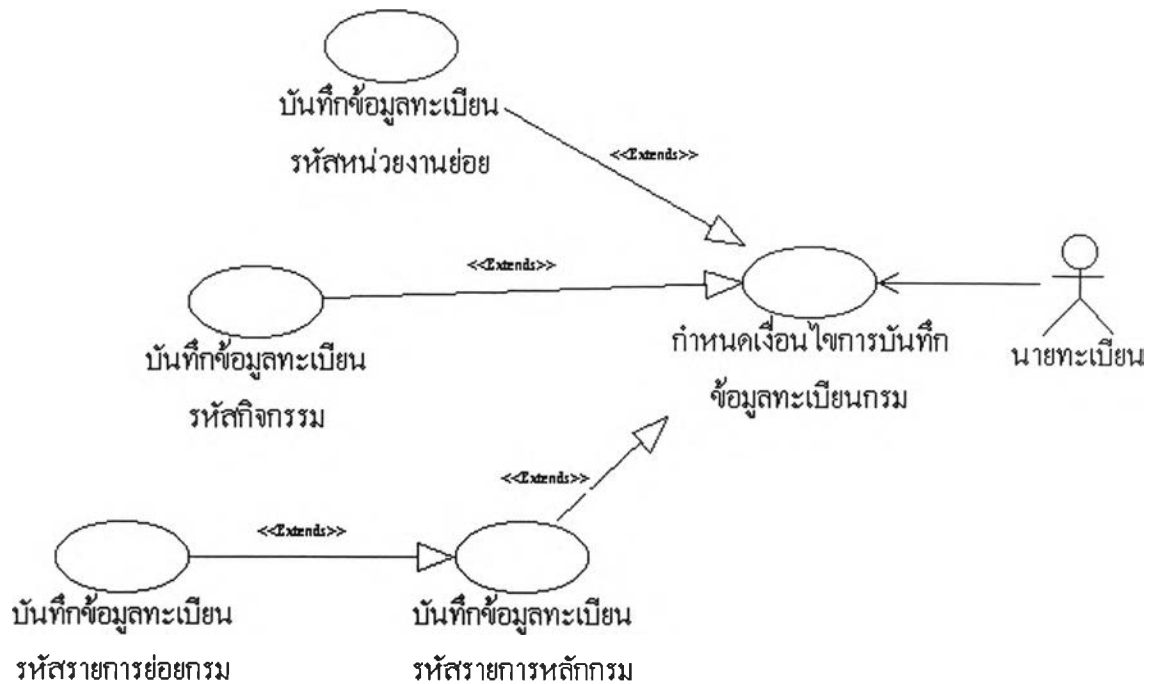 บันทึกข้อมูลทะเบียน
รหัสหน่วยงานย่อย
<<Extends>>
<<Extends>>
กำหนดเงื่อนไขการบันทึก
ข้อมูลทะเบียนกรม
นายทะเบียน
บันทึกข้อมูลทะเบียน
รหัสกิจกรรม
<<Extends>>
<<Extends>>
บันทึกข้อมูลทะเบียน
รหัสรายการย่อยกรม
บันทึกข้อมูลทะเบียน
รหัสรายการหลักกรม